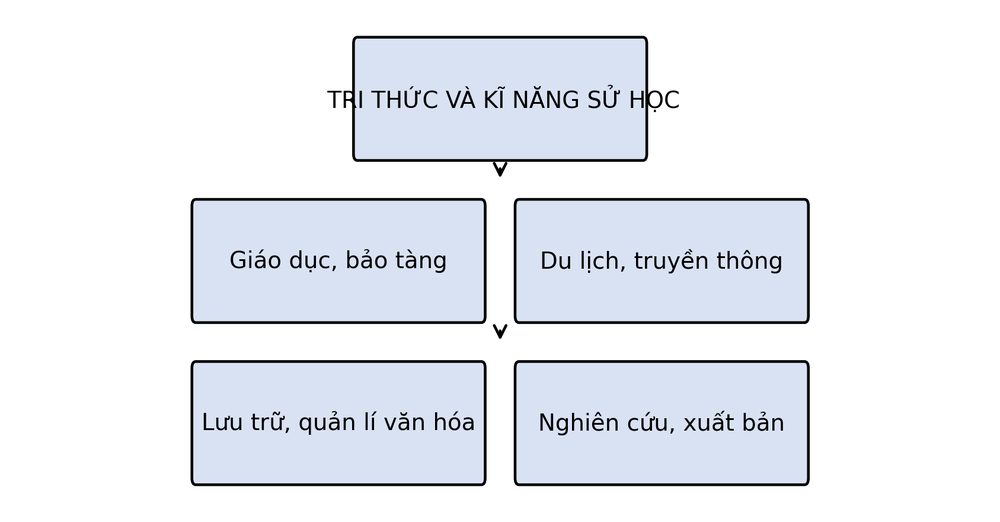 TRI THỨC VÀ KĨ NĂNG SỬ HỌC
Giáo dục, bảo tàng
Du lịch, truyền thông
Lưu trữ, quản lí văn hóa
Nghiên cứu, xuất bản